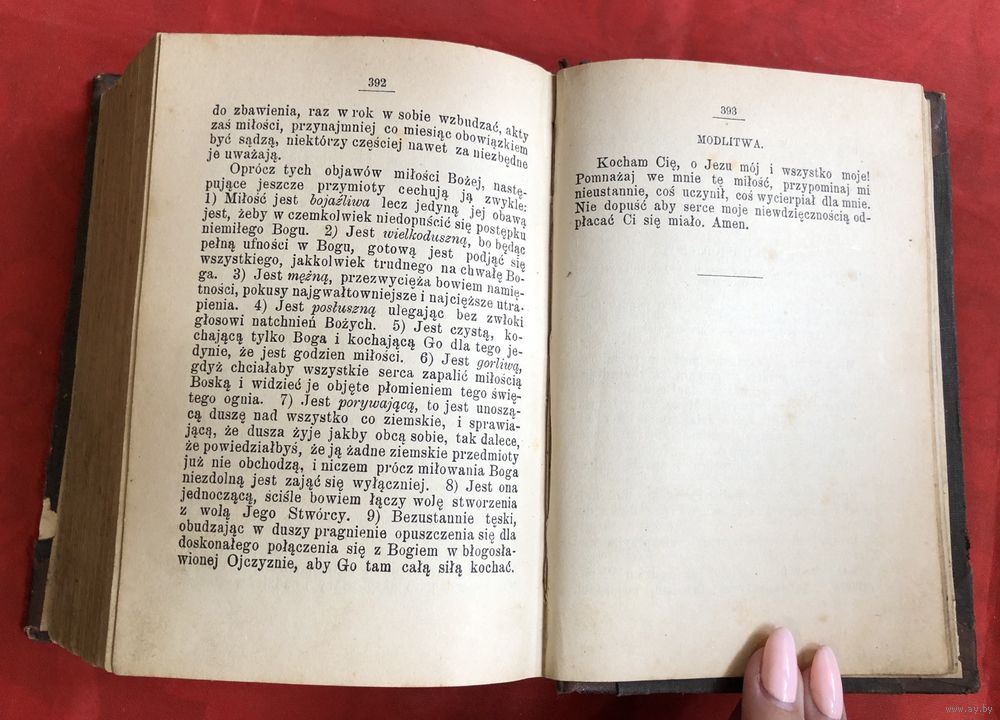 392
do zbawienia, raz w rok w sobie wzbudzać, akty
zaś miłości, przynajmniej co miesiąc obowiązkiem
być sądzą, niektórzy częściej nawet za niezbędne
je uważają.
Oprócz tych objawów miłości Bożej, nastę-
pujące jeszcze przymioty cechują ją zwykle:
1) Miłość jest bojaźliwa lecz jedyną jej obawą
jest, żeby w czemkolwiek niedopuścić się postępku
niemiłego Bogu. 2) Jest wielkoduszną, bo będąc
pełną ufności w Bogu, gotową jest podjąć się
wszystkiego, jakkolwiek trudnego na chwałę Bo-
ga. 3) Jest mężną, przezwycięża bowiem namię-
tności, pokusy najgwałtowniejsze i najcięższe utra-
pienia. 4) Jest posłuszną ulegając bez zwłoki
głosowi natchnień Bożych. 5) Jest czystą, ko-
chającą tylko Boga i kochającą Go dla tego je-
dynie, że jest godzien miłości. 6) Jest gorliwą,
gdyż chciałaby wszystkie serca zapalić miłością
Boską i widzieć je objęte płomieniem tego świę-
tego ognia. 7) Jest porywającą, to jest unoszą-
cą duszę nad wszystko co ziemskie, i sprawia-
jącą, że dusza żyje jakby obcą sobie, tak dalece,
że powiedziałbyś, że ją żadne ziemskie przedmioty
już nie obchodzą, i niczem prócz miłowania Boga
niezdolną jest zająć się wyłączniej. 8) Jest ona
jednoczącą, ściśle bowiem łączy wolę stworzenia
z wolą Jego Stwórcy. 9) Bezustannie tęski,
obudzając w duszy pragnienie opuszczenia się dla
doskonałego połączenia się z Bogiem w błogosła-
wionej Ojczyznie, aby Go tam całą siłą kochać.
393
MODLITWA.
Kocham Cię, o Jezu mój i wszystko moje!
Pomnażaj we mnie tę miłość, przypominaj mi
nieustannie, coś uczynił, coś wycierpiał dla mnie.
Nie dopuść aby serce moje niewdzięcznością od-
płacać Ci się miało. Amen.
www.ay.by